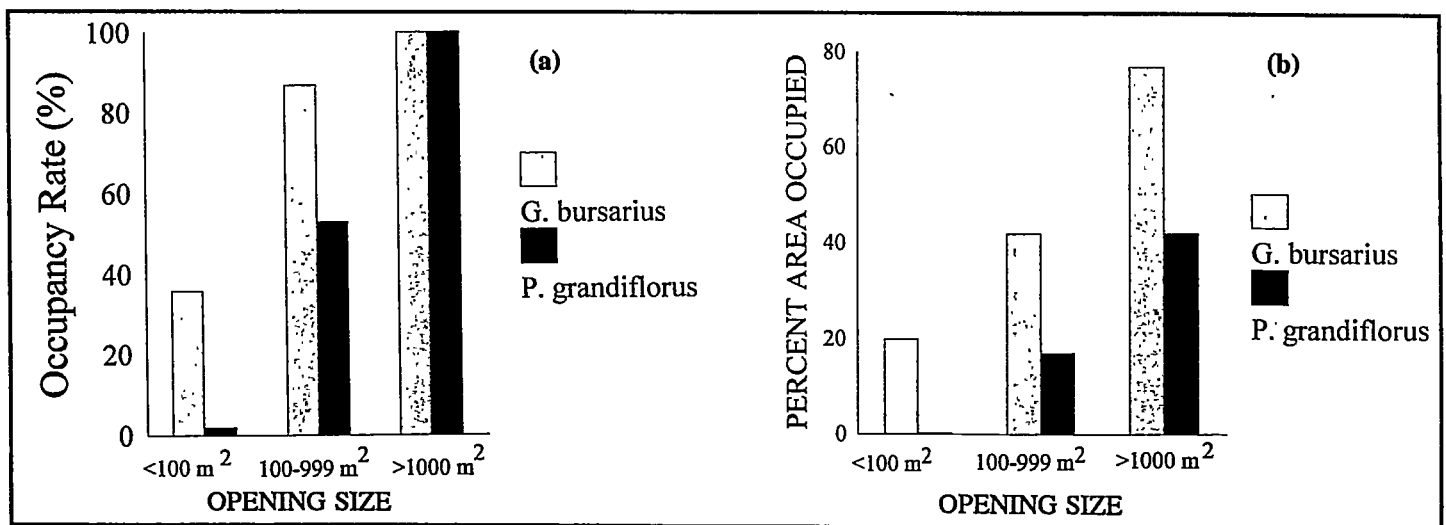 (a)
Occupancy Rate (%)
100
80
60
40
20
0
<100 m²
100-999 m²
>1000 m²
OPENING SIZE
G. bursarius
P. grandiflorus
(b)
PERCENT AREA OCCUPIED
80
60
40
20
0
<100 m²
100-999 m²
>1000 m²
OPENING SIZE
G. bursarius
P. grandiflorus